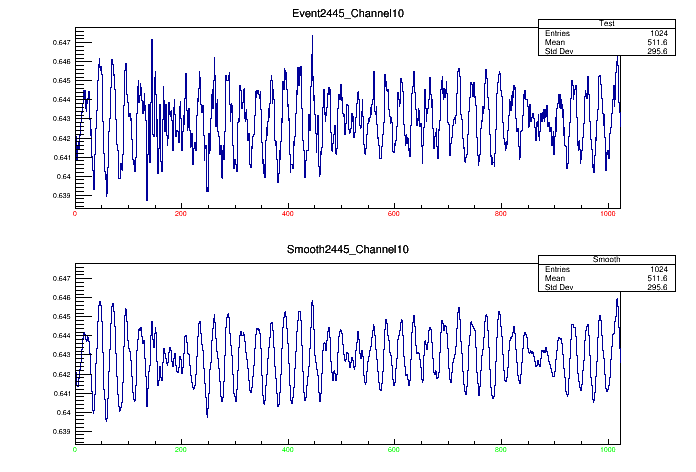 Event2445_Channel10
Test
Entries 1024
Mean 511.6
Std Dev 295.6
0.647
0.646
0.645
0.644
0.643
0.642
0.641
0.64
0.639
0 200 400 600 800 1000
Smooth2445_Channel10
Smooth
Entries 1024
Mean 511.6
Std Dev 295.6
0.647
0.646
0.645
0.644
0.643
0.642
0.641
0.64
0.639
0 200 400 600 800 1000